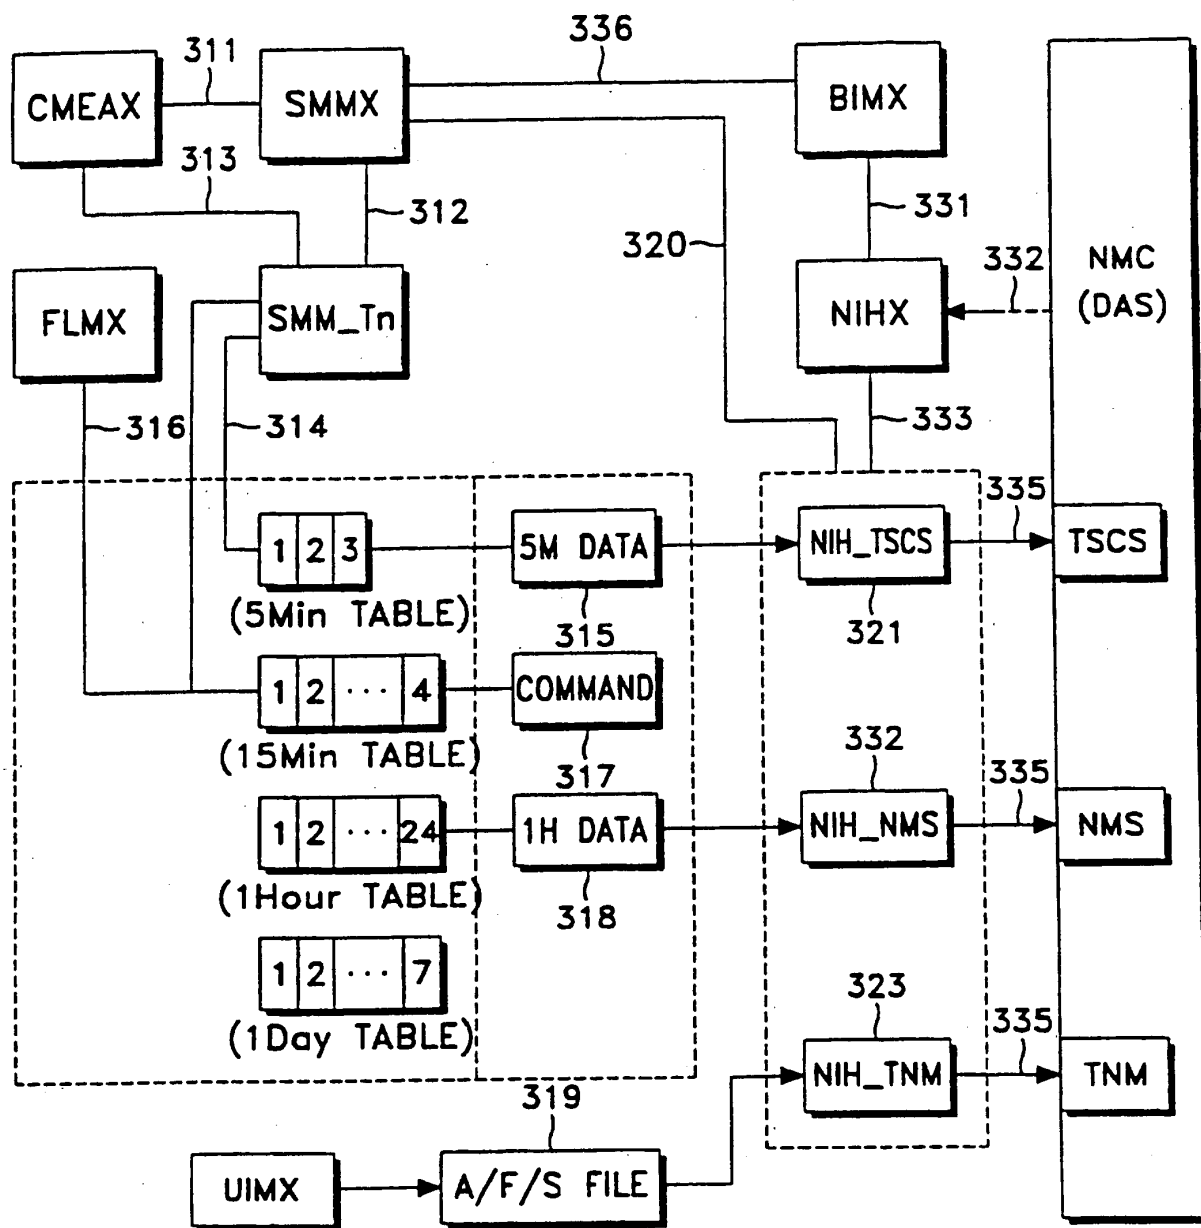 311
336
CMEAX
SMMX
BIMX
313
312
331
320
332
NMC
(DAS)
FLMX
SMM_Tn
NIHX
316
314
333
335
1 2 3
5M DATA
NIH_TSCS
TSCS
(5Min TABLE)
315
321
1 2 ··· 4
COMMAND
(15Min TABLE)
317
332
335
1 2 ··· 24
1H DATA
NIH_NMS
NMS
(1Hour TABLE)
318
1 2 ··· 7
(1Day TABLE)
323
335
NIH_TNM
TNM
319
UIMX
A/F/S FILE